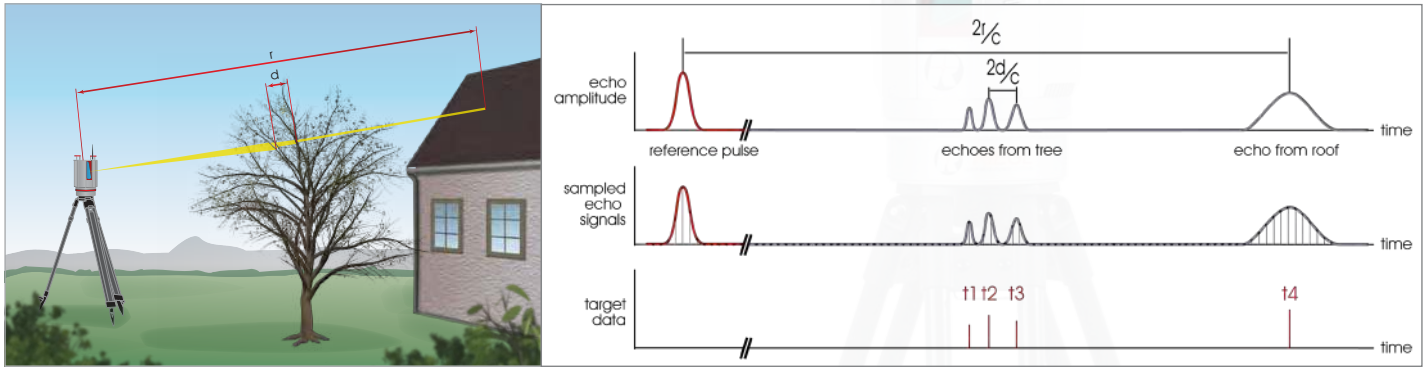 r
d
2r/c
echo
amplitude
2d/c
time
reference pulse
echoes from tree
echo from roof
sampled
echo
signals
time
target
data
t1 t2 t3 t4
time